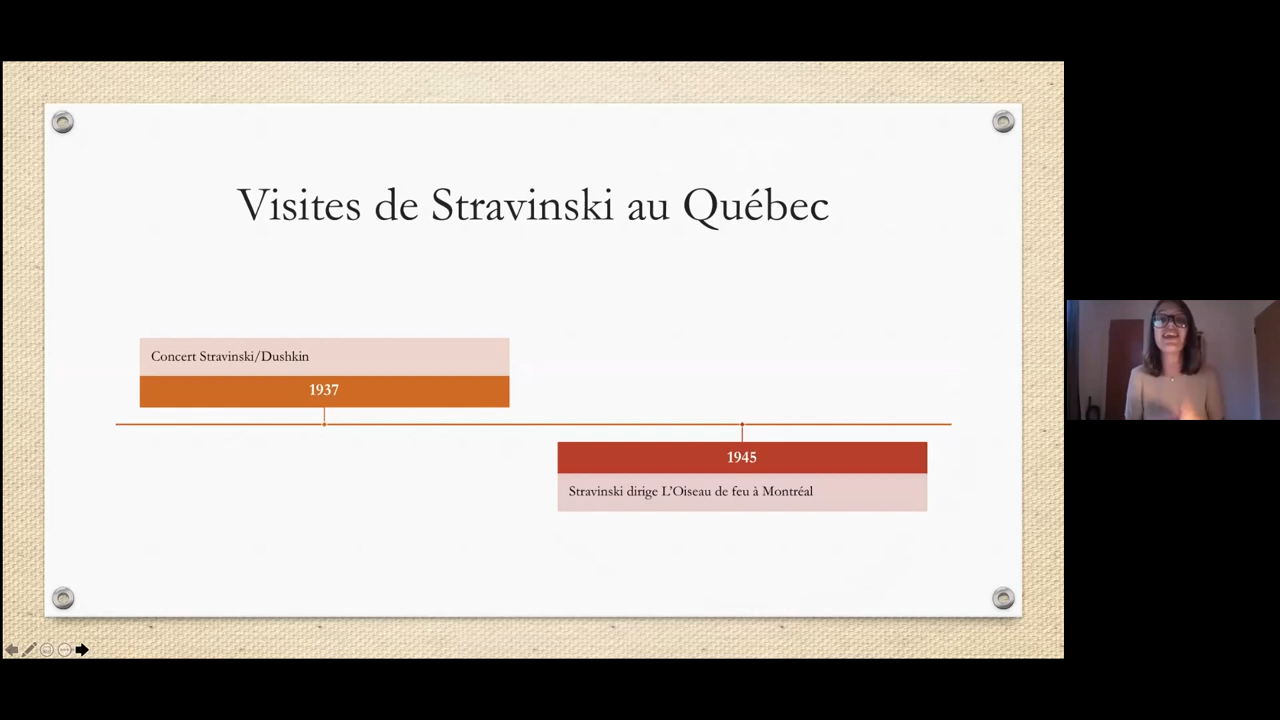 Visites de Stravinski au Québec
Concert Stravinski/Dushkin
1937
1945
Stravinski dirige L'Oiseau de feu à Montréal